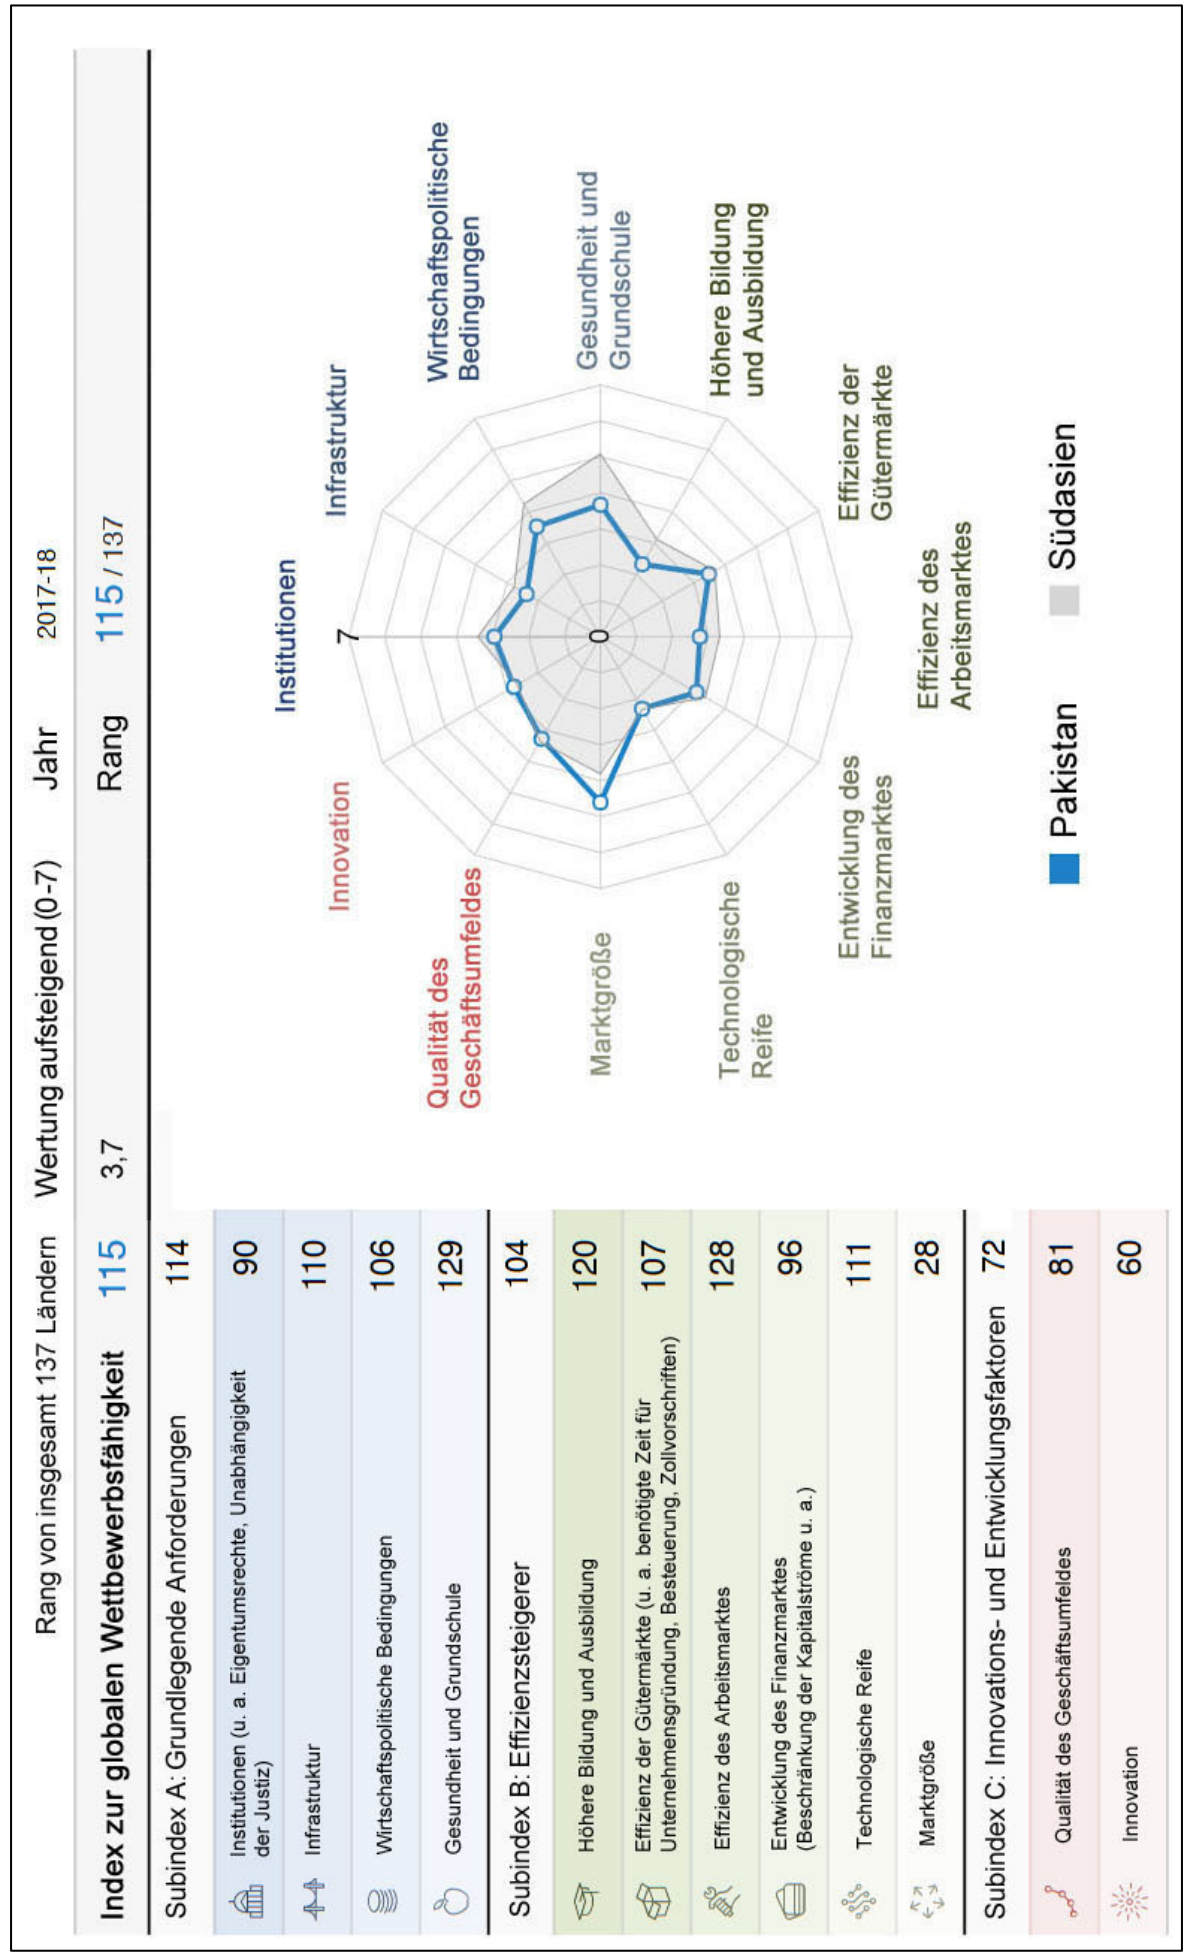 Rang von insgesamt 137 Ländern
Wertung aufsteigend (0-7)
Jahr
2017-18
Index zur globalen Wettbewerbsfähigkeit
115
3,7
Rang
115 / 137
Subindex A: Grundlegende Anforderungen
114
Institutionen (u. a. Eigentumsrechte, Unabhängigkeit
der Justiz)
90
Infrastruktur
110
Wirtschaftspolitische Bedingungen
106
Gesundheit und Grundschule
129
Subindex B: Effizienzsteigerer
104
Höhere Bildung und Ausbildung
120
Effizienz der Gütermärkte (u. a. benötigte Zeit für
Unternehmensgründung, Besteuerung, Zollvorschriften)
107
Effizienz des Arbeitsmarktes
128
Entwicklung des Finanzmarktes
(Beschränkung der Kapitalströme u. a.)
96
Technologische Reife
111
Marktgröße
28
Subindex C: Innovations- und Entwicklungsfaktoren
72
Qualität des Geschäftsumfeldes
81
Innovation
60
Institutionen
7
0
Infrastruktur
Wirtschaftspolitische
Bedingungen
Gesundheit und
Grundschule
Höhere Bildung
und Ausbildung
Effizienz der
Gütermärkte
Effizienz des
Arbeitsmarktes
Entwicklung des
Finanzmarktes
Technologische
Reife
Marktgröße
Qualität des
Geschäftsumfeldes
Innovation
Pakistan
Südasien